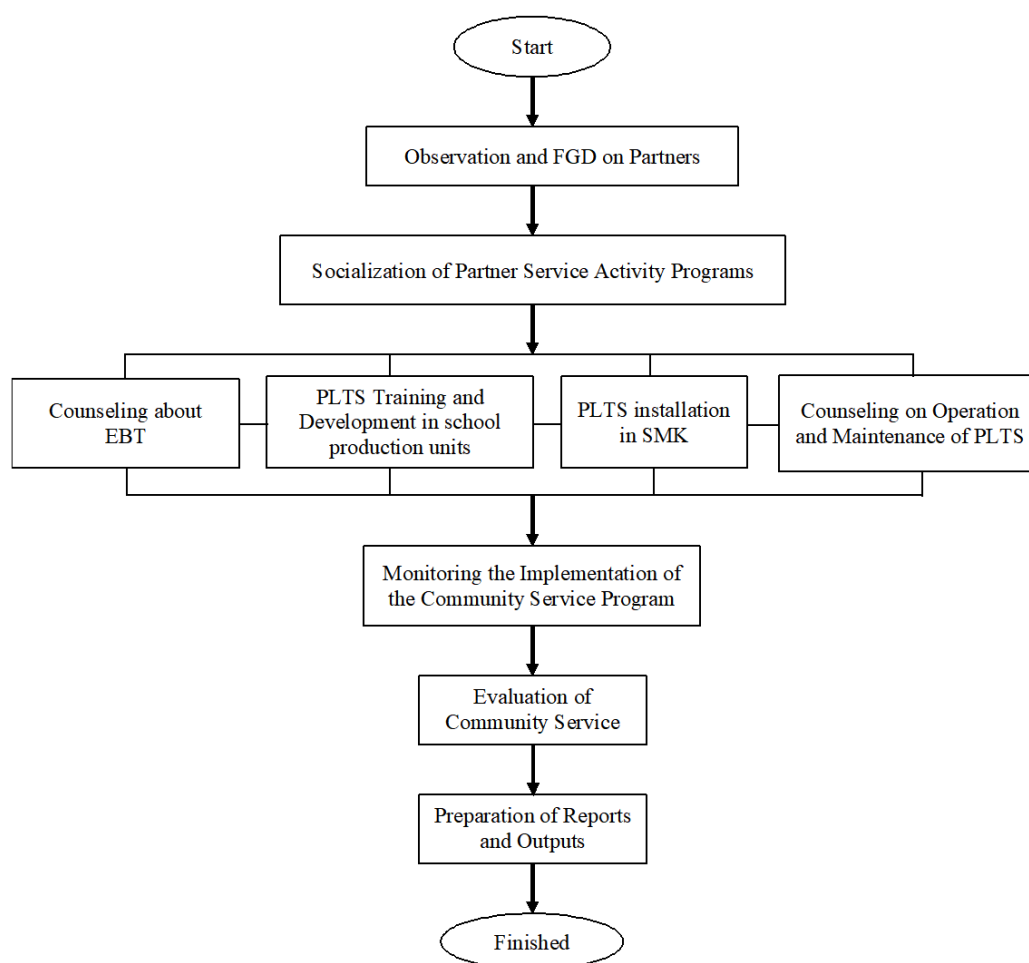 Start
Observation and FGD on Partners
Socialization of Partner Service Activity Programs
Counseling about
EBT
PLTS Training and
Development in school
production units
PLTS installation
in SMK
Counseling on Operation
and Maintenance of PLTS
Monitoring the Implementation of
the Community Service Program
Evaluation of
Community Service
Preparation of Reports
and Outputs
Finished